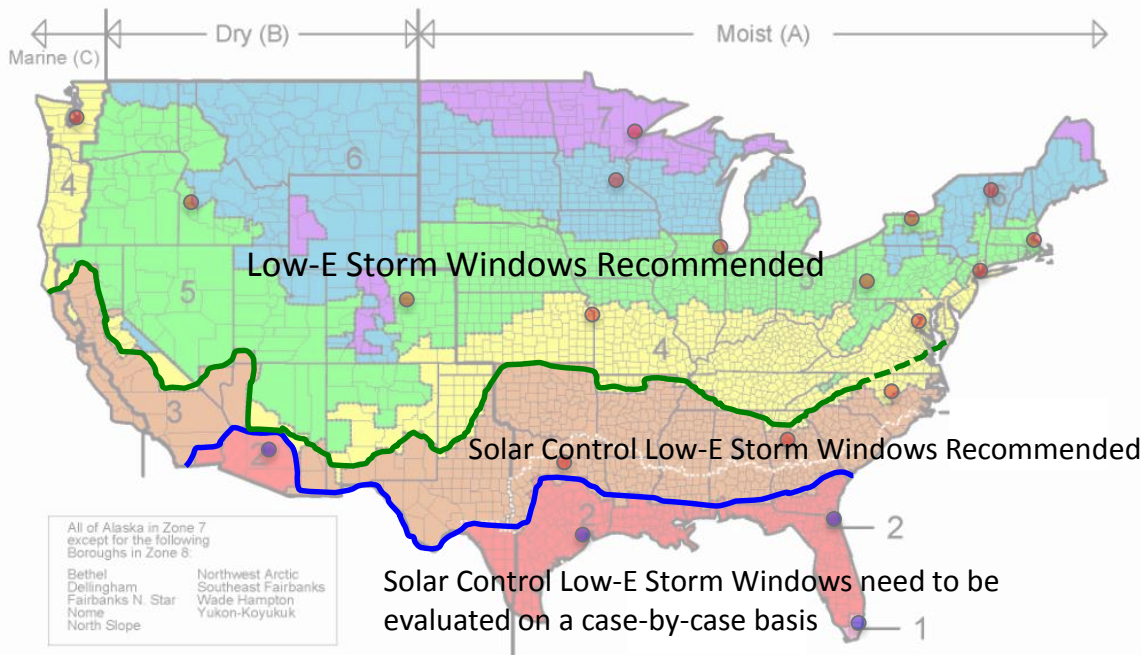 Marine (C)
Dry (B)
Moist (A)
7
6
4
Low-E Storm Windows Recommended
5
5
4
3
Solar Control Low-E Storm Windows Recommended
2
2
2
Solar Control Low-E Storm Windows need to be
evaluated on a case-by-case basis
1
All of Alaska in Zone 7
except for the following
Boroughs in Zone 8:
Bethel
Dellingham
Fairbanks N. Star
Nome
North Slope
Northwest Arctic
Southeast Fairbanks
Wade Hampton
Yukon-Koyukuk